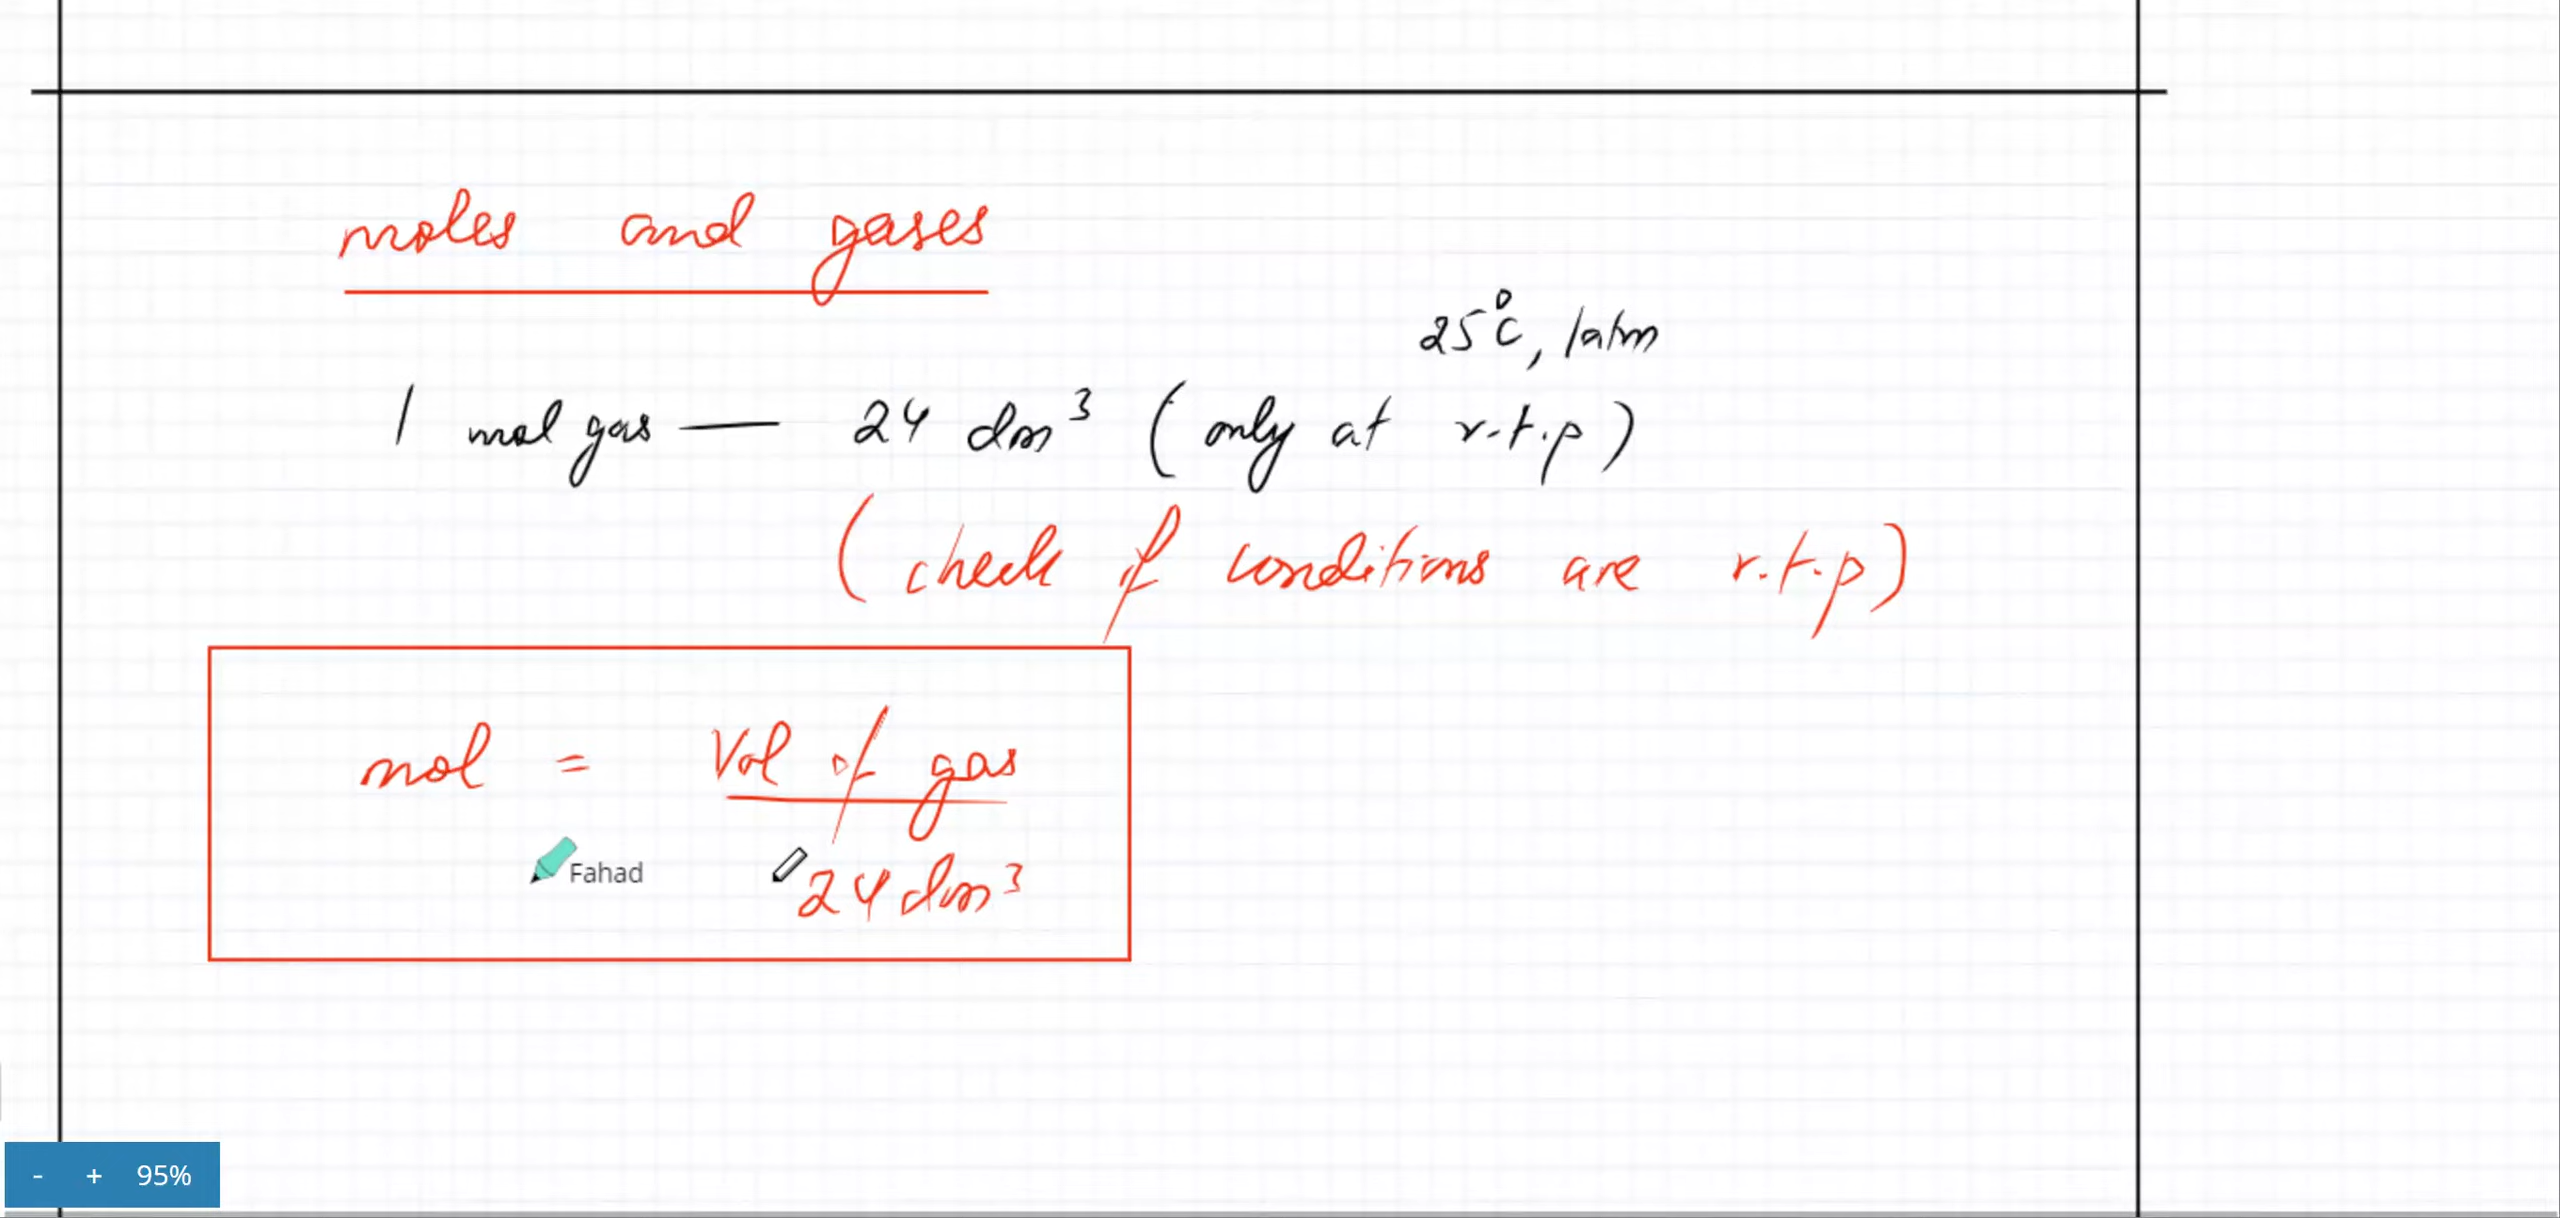 moles and gases
25°C, 1atm
1 mol gas — 24 dm³ (only at r.t.p)
(check if conditions are r.t.p)
mol = Vol of gas
Fahad
24 dm³
- + 95%